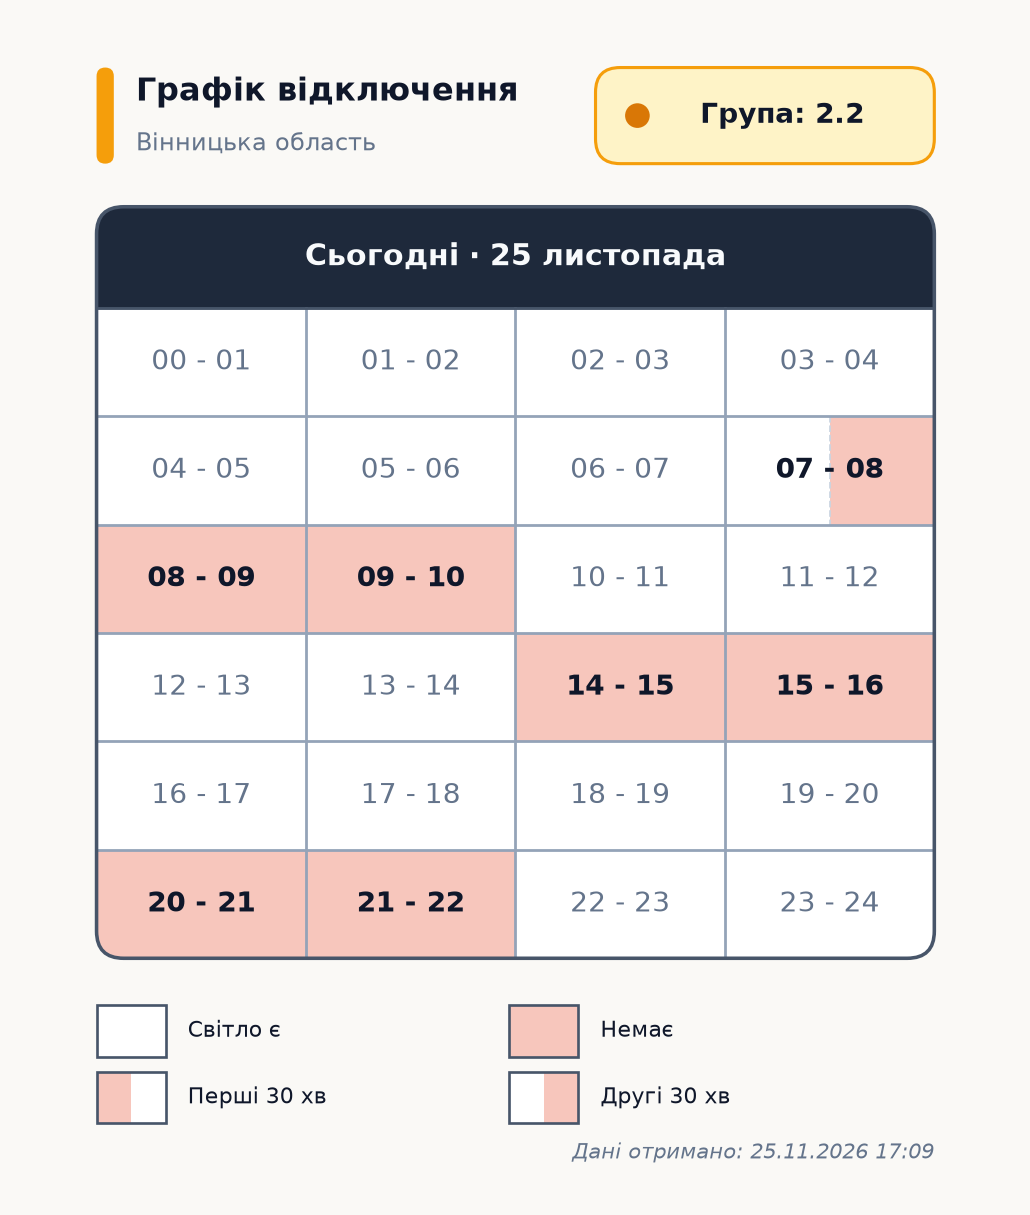 Графік відключення
Вінницька область
Група: 2.2
Сьогодні · 25 листопада
00 - 01 01 - 02 02 - 03 03 - 04
04 - 05 05 - 06 06 - 07 07 - 08
08 - 09 09 - 10 10 - 11 11 - 12
12 - 13 13 - 14 14 - 15 15 - 16
16 - 17 17 - 18 18 - 19 19 - 20
20 - 21 21 - 22 22 - 23 23 - 24
Світло є Немає
Перші 30 хв Другі 30 хв
Дані отримано: 25.11.2026 17:09